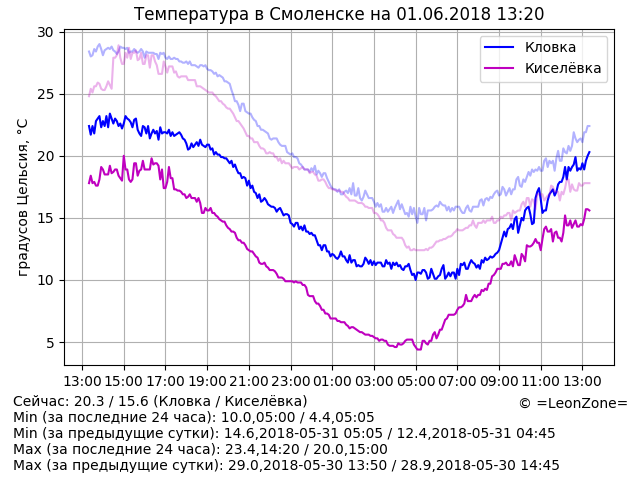 Температура в Смоленске на 01.06.2018 13:20
градусов Цельсия, °C
30
25
20
15
10
5
Кловка
Киселёвка
13:00 15:00 17:00 19:00 21:00 23:00 01:00 03:00 05:00 07:00 09:00 11:00 13:00
Сейчас: 20.3 / 15.6 (Кловка / Киселёвка)
© =LeonZone=
Min (за последние 24 часа): 10.0,05:00 / 4.4,05:05
Min (за предыдущие сутки): 14.6,2018-05-31 05:05 / 12.4,2018-05-31 04:45
Max (за последние 24 часа): 23.4,14:20 / 20.0,15:00
Max (за предыдущие сутки): 29.0,2018-05-30 13:50 / 28.9,2018-05-30 14:45